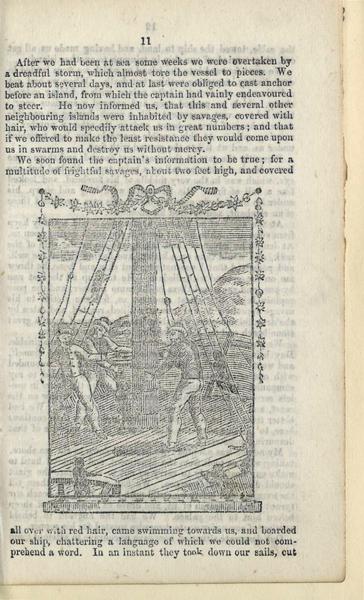 11
After we had been at sea some weeks we were overtaken by
a dreadful storm, which almost tore the vessel to pieces. We
beat about several days, and at last were obliged to cast anchor
before an island, from which the captain had vainly endeavoured
to steer. He now informed us, that this and several other
neighbouring islands were inhabited by savages, covered with
hair, who would speedily attack us in great numbers; and that
if we offered to make the least resistance they would come upon
us in swarms and destroy us without mercy.
We soon found the captain's information to be true; for a
multitude of frightful savages, about two feet high, and covered
all over with red hair, came swimming towards us, and boarded
our ship, chattering a language of which we could not com-
prehend a word. In an instant they took down our sails, cut